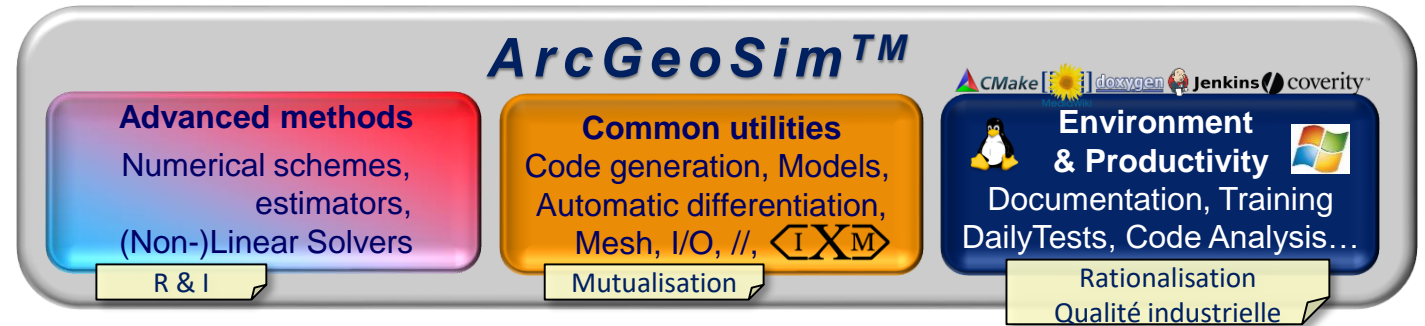 ArcGeoSim™
CMake doxygen Jenkins coverity
Advanced methods
Numerical schemes,
estimators,
(Non-)Linear Solvers
R & I
Common utilities
Code generation, Models,
Automatic differentiation,
Mesh, I/O, //, IXM
Mutualisation
Environment
& Productivity
Documentation, Training
DailyTests, Code Analysis…
Rationalisation
Qualité industrielle